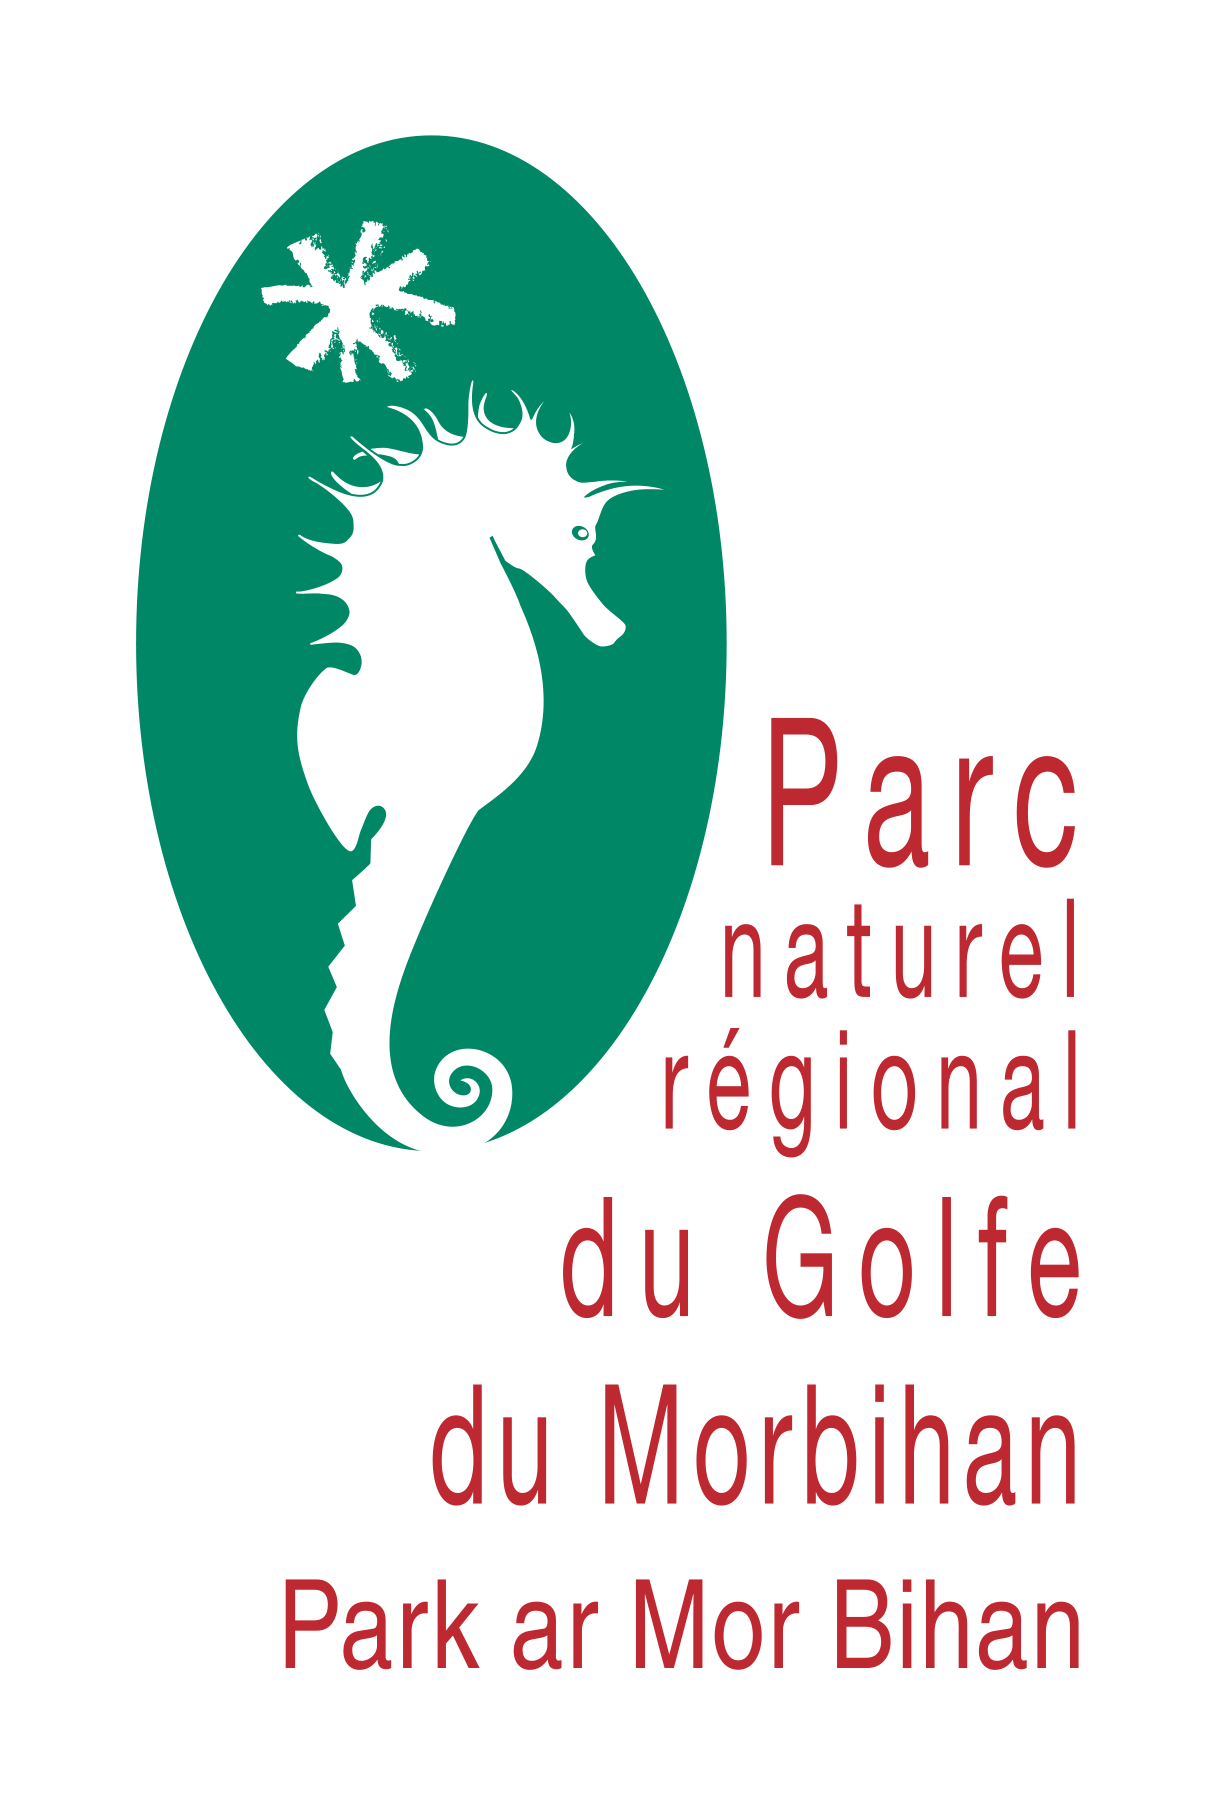 Parc
naturel
régional
du Golfe
du Morbihan
Park ar Mor Bihan